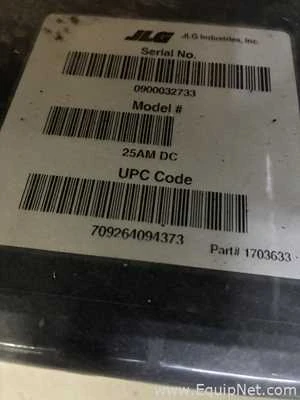 JLG JLG Industries, Inc.
Serial No.
0900032733
Model #
25AM DC
UPC Code
709264094373
Part# 1703633
www.EquipNet.com